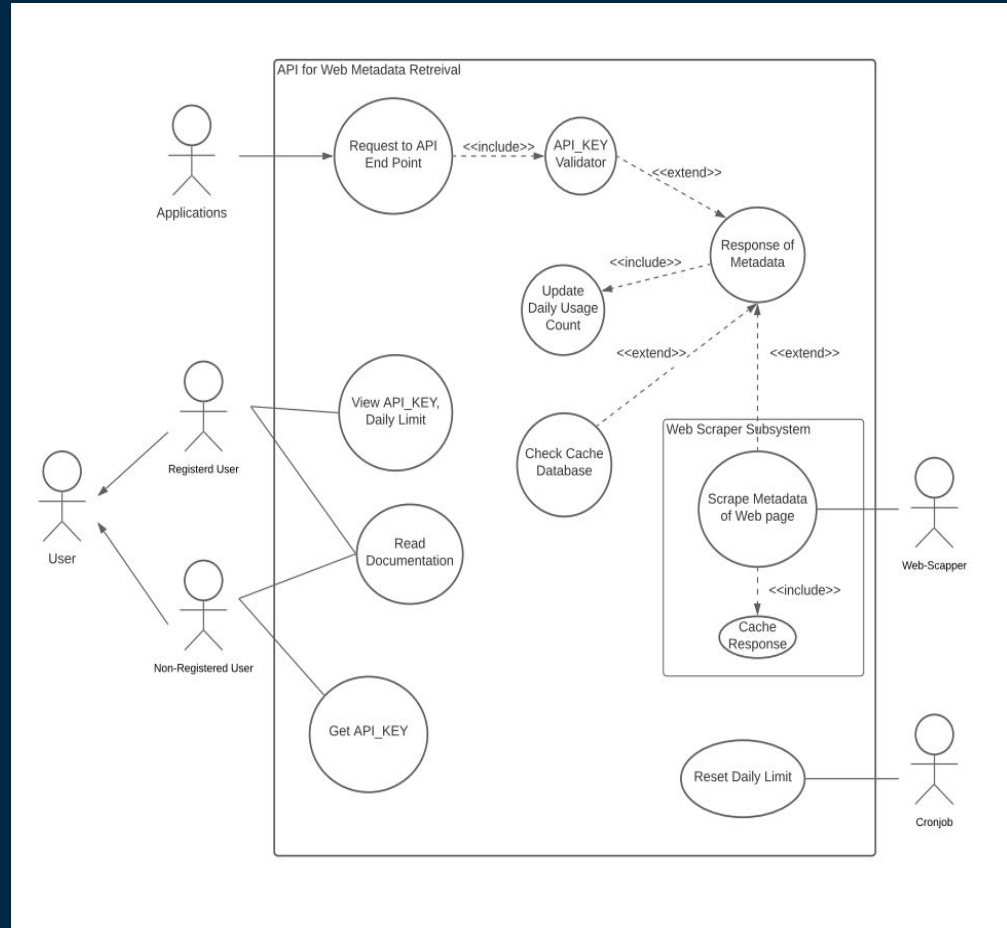 API for Web Metadata Retreival
Request to API
End Point
<<include>>
API_KEY
Validator
<<extend>>
Applications
Response of
Metadata
<<include>>
Update
Daily Usage
Count
<<extend>>
<<extend>>
View API_KEY,
Daily Limit
Registerd User
Web Scraper Subsystem
Check Cache
Database
Scrape Metadata
of Web page
User
Read
Documentation
Web-Scapper
<<include>>
Cache
Response
Non-Registered User
Get API_KEY
Reset Daily Limit
Cronjob